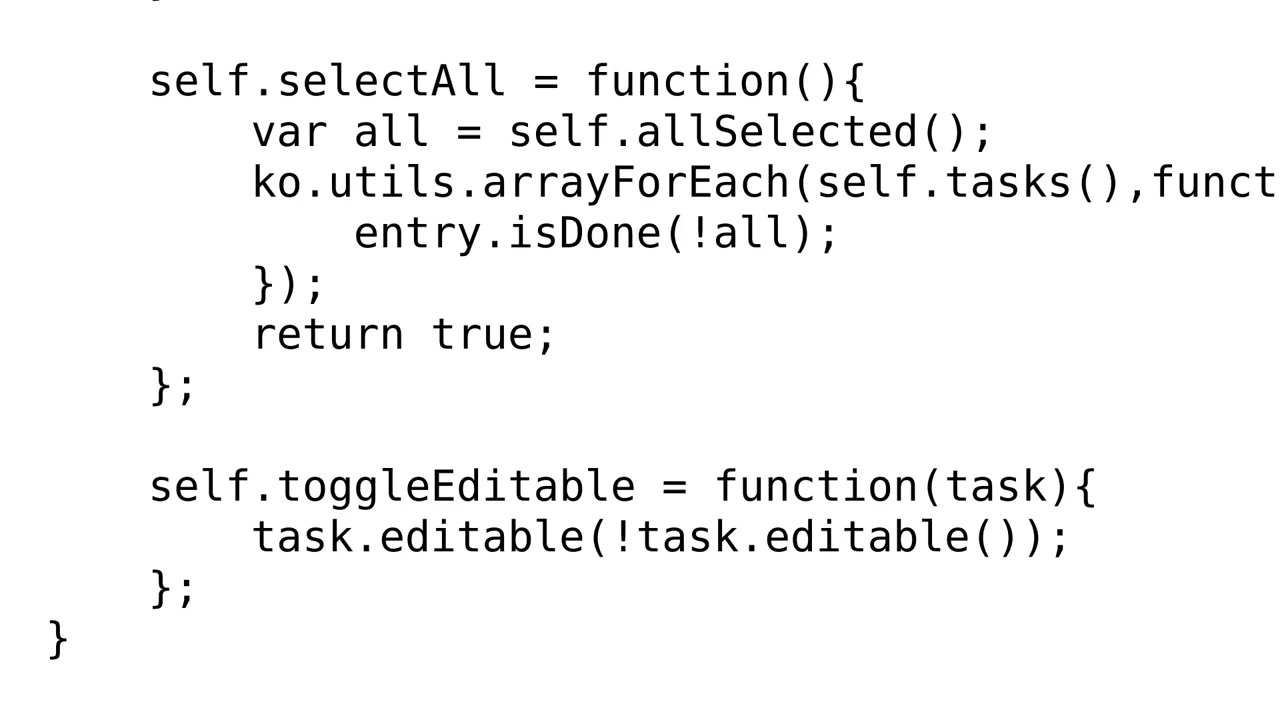 self.selectAll = function(){
var all = self.allSelected();
ko.utils.arrayForEach(self.tasks(),funct
entry.isDone(!all);
});
return true;
};
self.toggleEditable = function(task){
task.editable(!task.editable());
};
}